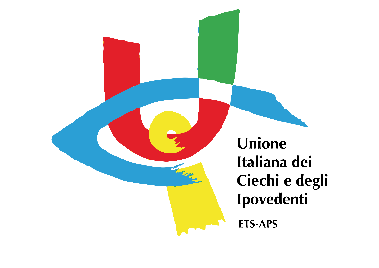 Unione
Italiana dei
Ciechi e degli
Ipovedenti
ETS-APS